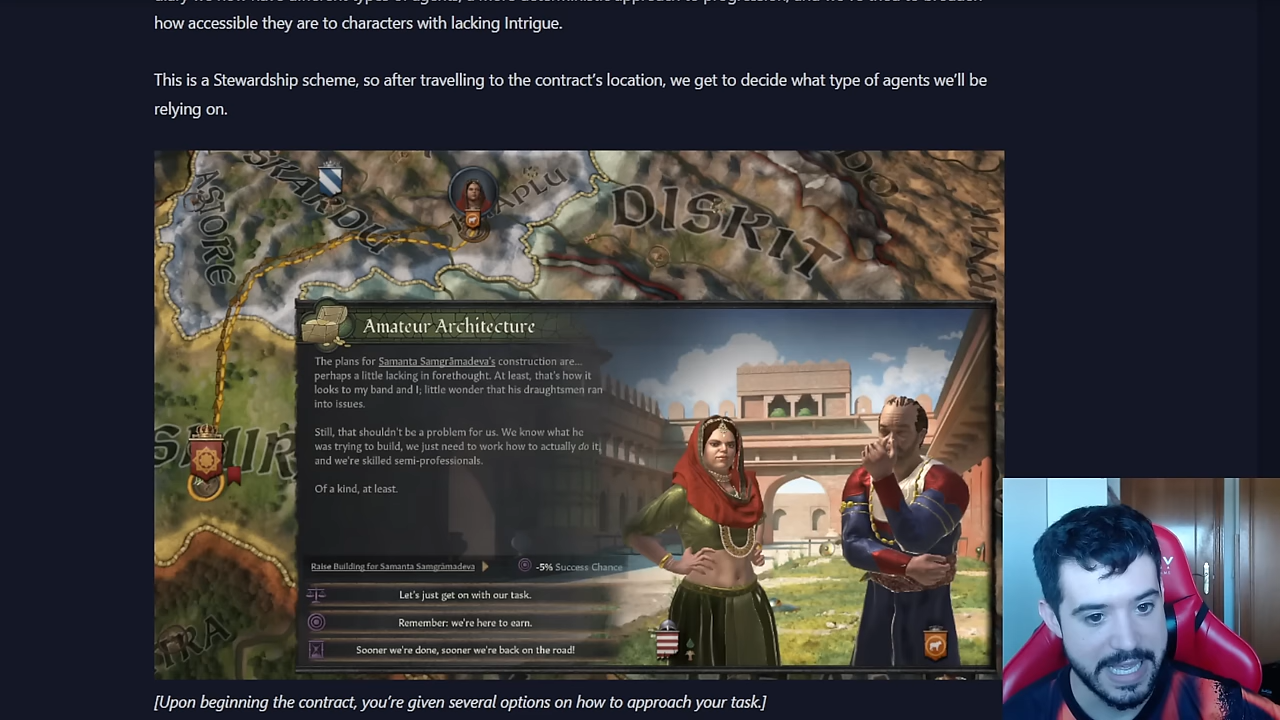 how accessible they are to characters with lacking Intrigue.
This is a Stewardship scheme, so after travelling to the contract's location, we get to decide what type of agents we'll be
relying on.
SKARDU
ASTORE
DISKIT
Amateur Architecture
The plans for Samanta Samgrāmadeva's construction are...
perhaps a little lacking in forethought. At least, that's how it
looks to my band and I; little wonder that his draughtsmen ran
into issues.
Still, that shouldn't be a problem for us. We know what he
was trying to build, we just need to work how to actually do it,
and we're skilled semi-professionals.
Of a kind, at least.
Raise Building for Samanta Samgrāmadeva
-5% Success Chance
Let's just get on with our task.
Remember: we're here to earn.
Sooner we're done, sooner we're back on the road!
[Upon beginning the contract, you're given several options on how to approach your task.]